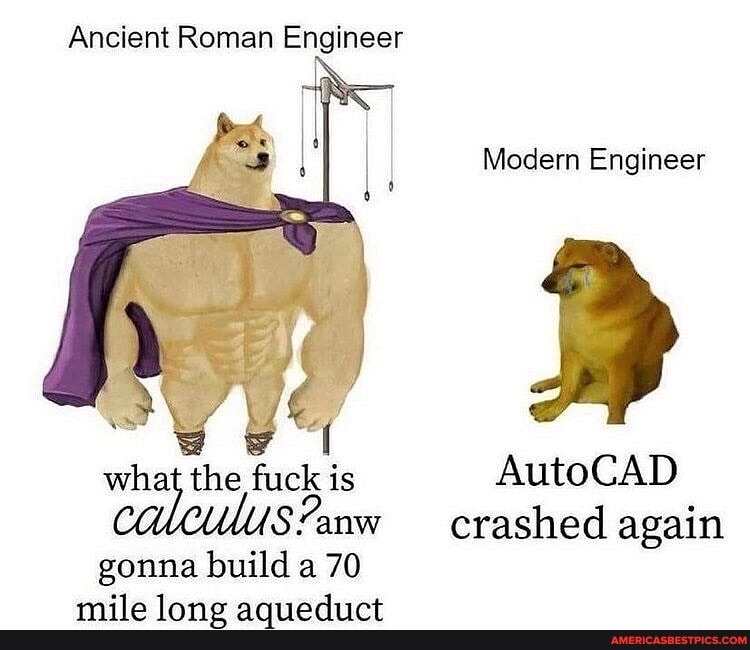 Ancient Roman Engineer
Modern Engineer
what the fuck is
calculus? anw
gonna build a 70
mile long aqueduct
AutoCAD
crashed again
AMERICASBESTPICS.COM